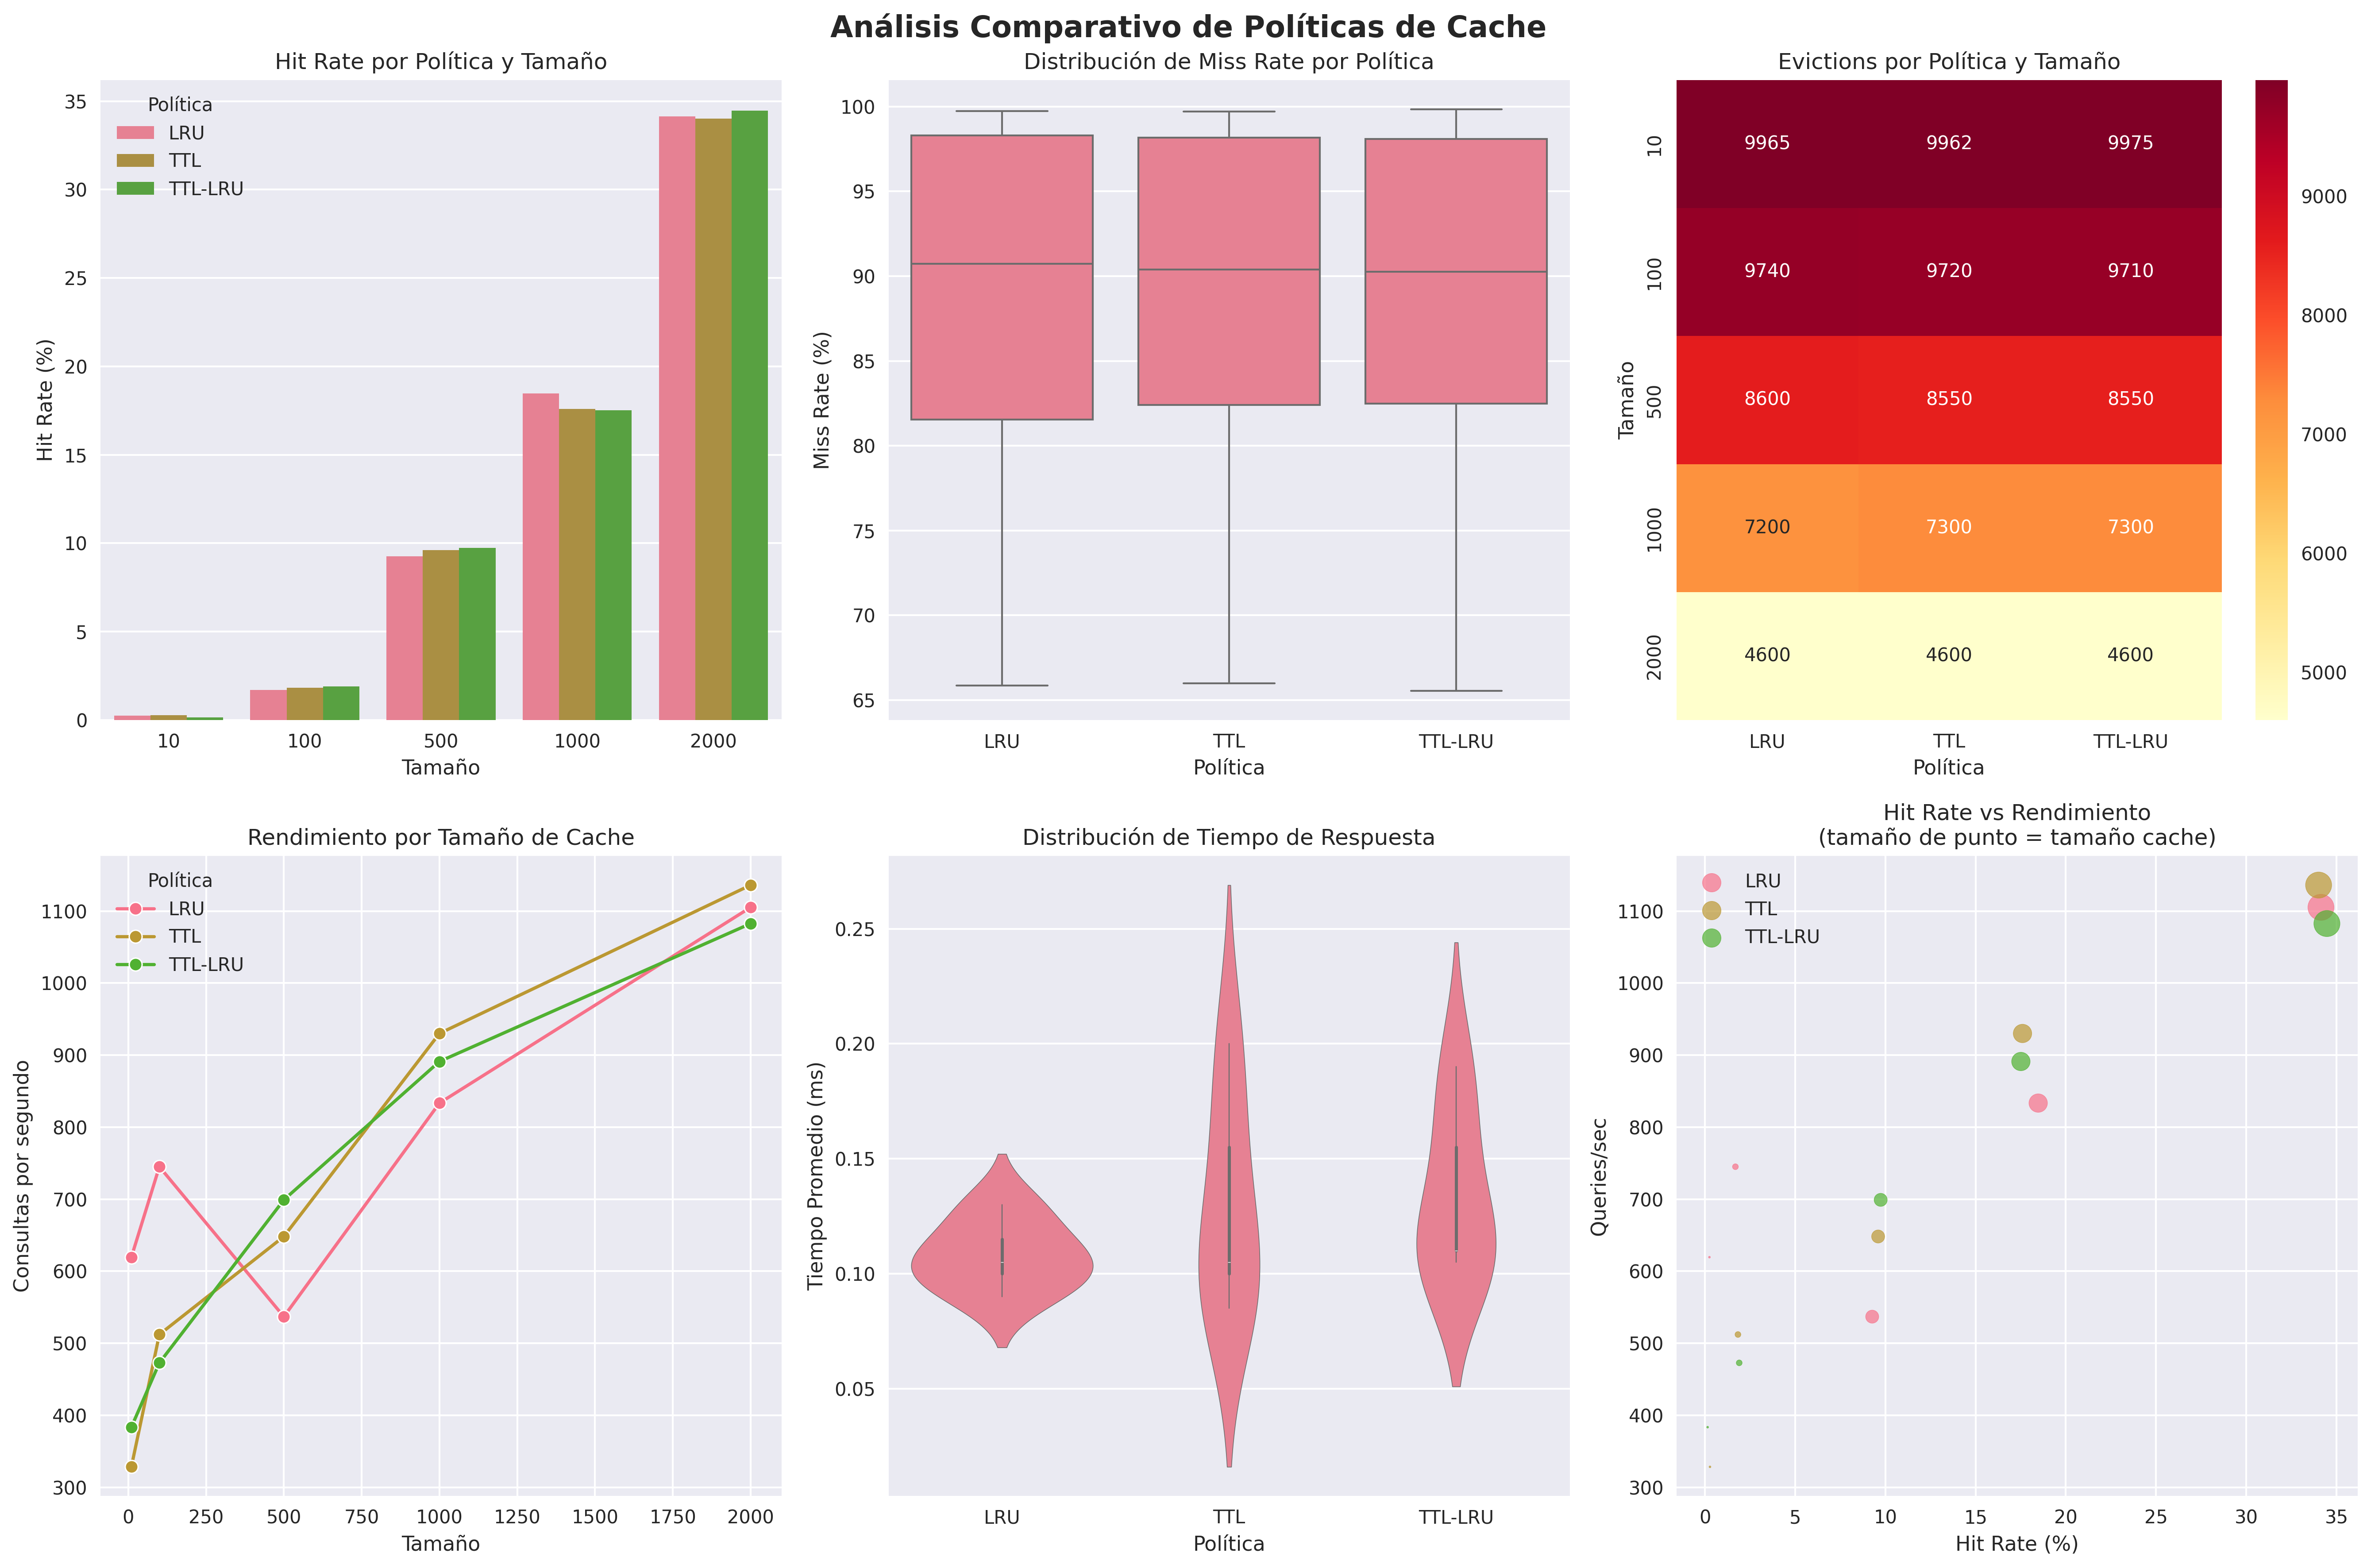 Análisis Comparativo de Políticas de Cache
Hit Rate por Política y Tamaño
Política
LRU
TTL
TTL-LRU
Hit Rate (%)
35
30
25
20
15
10
5
0
10 100 500 1000 2000
Tamaño
Distribución de Miss Rate por Política
Miss Rate (%)
100
95
90
85
80
75
70
65
LRU TTL TTL-LRU
Política
Evictions por Política y Tamaño
Tamaño
10 9965 9962 9975
100 9740 9720 9710
500 8600 8550 8550
1000 7200 7300 7300
2000 4600 4600 4600
LRU TTL TTL-LRU
Política
9000
8000
7000
6000
5000
Rendimiento por Tamaño de Cache
Política
LRU
TTL
TTL-LRU
Consultas por segundo
1100
1000
900
800
700
600
500
400
300
0 250 500 750 1000 1250 1500 1750 2000
Tamaño
Distribución de Tiempo de Respuesta
Tiempo Promedio (ms)
0.25
0.20
0.15
0.10
0.05
LRU TTL TTL-LRU
Política
Hit Rate vs Rendimiento
(tamaño de punto = tamaño cache)
LRU
TTL
TTL-LRU
Queries/sec
1100
1000
900
800
700
600
500
400
300
0 5 10 15 20 25 30 35
Hit Rate (%)